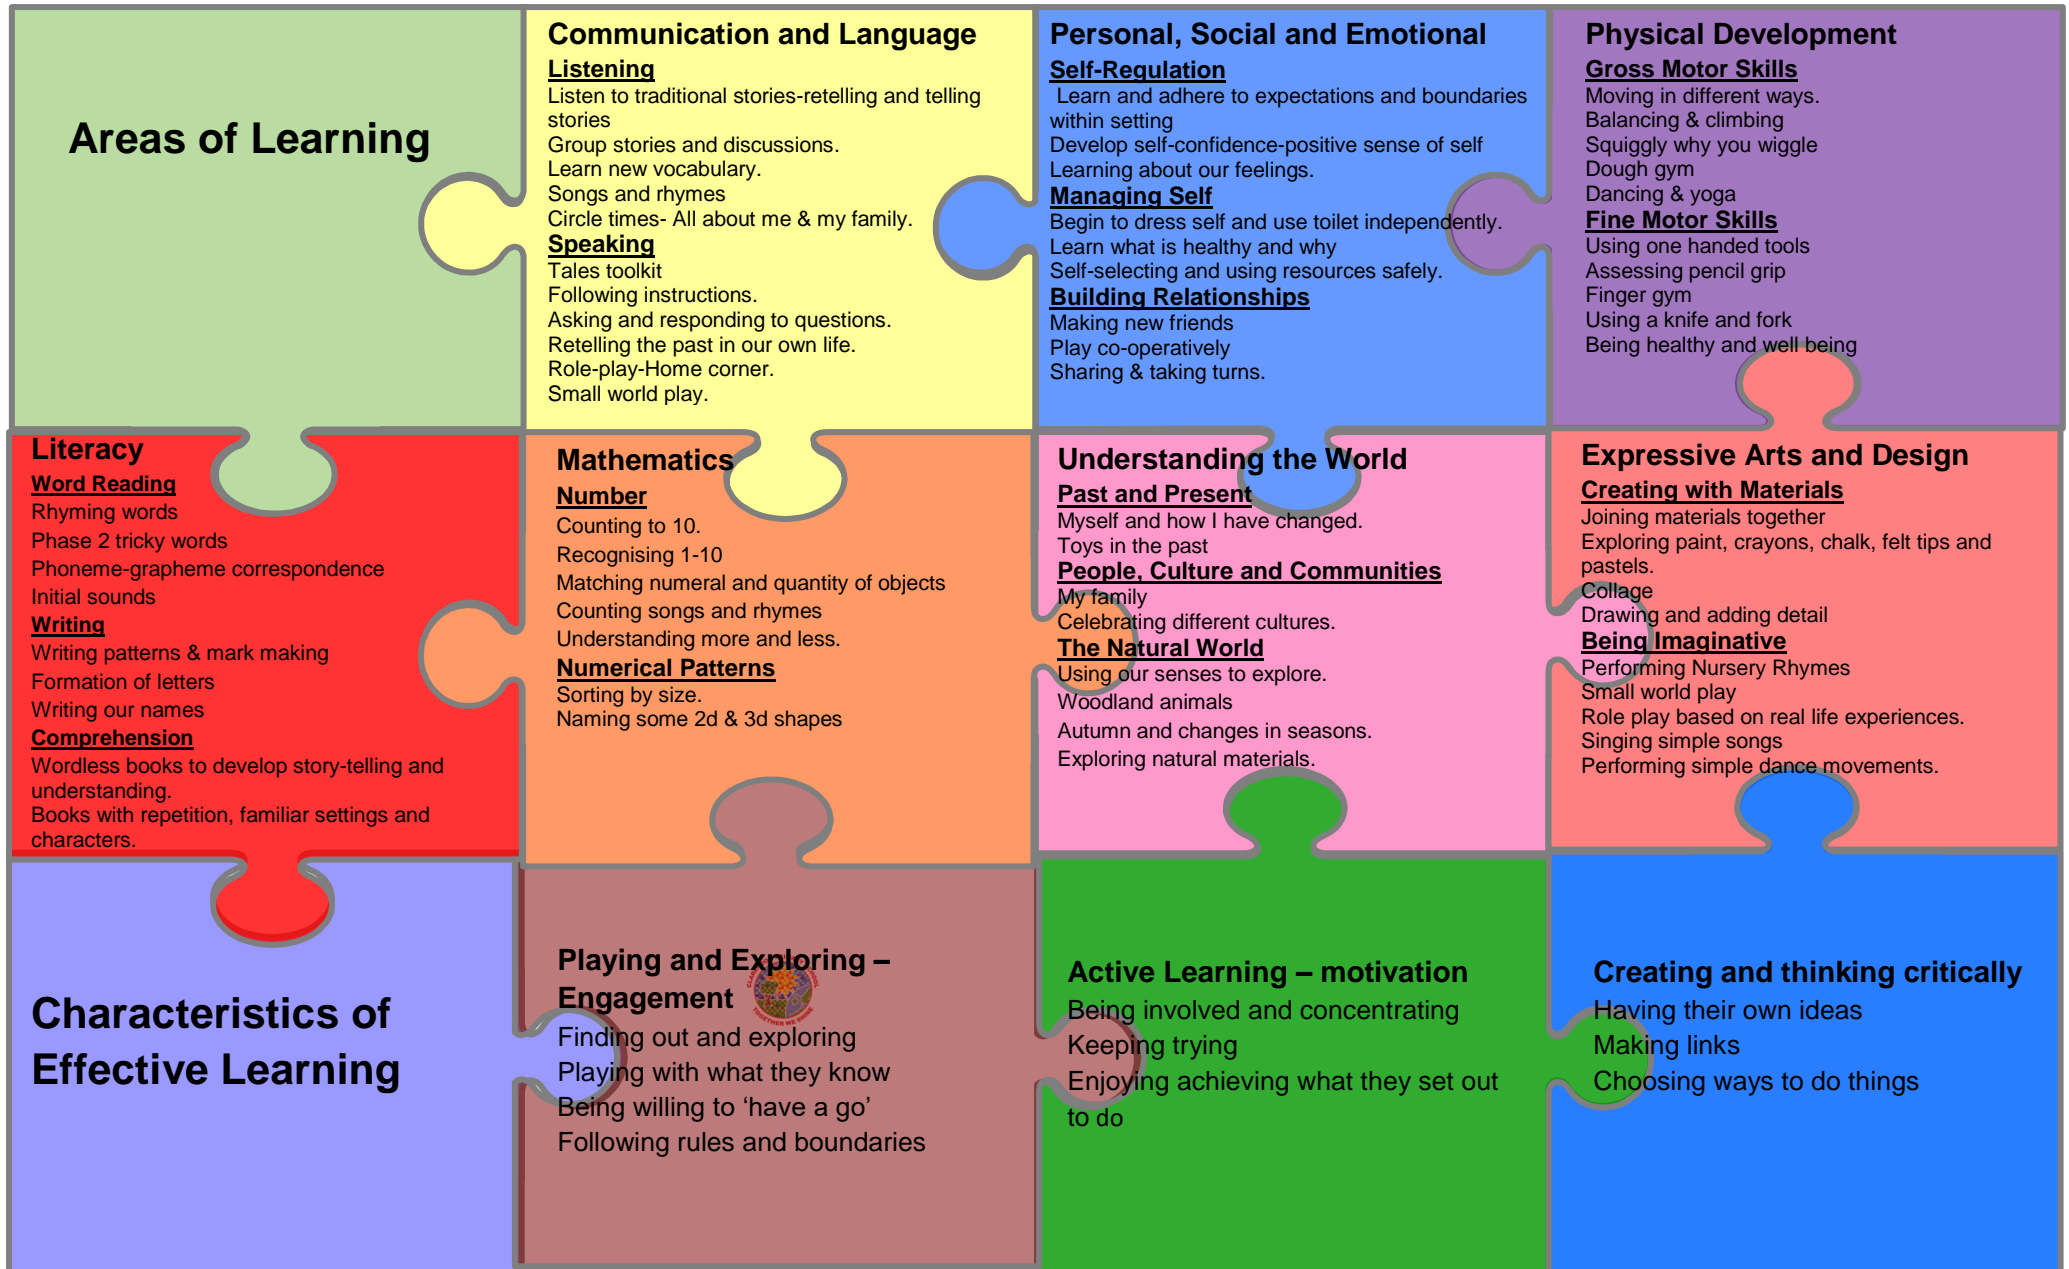 Areas of Learning
Communication and Language
Listening
Listen to traditional stories-retelling and telling
stories
Group stories and discussions.
Learn new vocabulary.
Songs and rhymes
Circle times- All about me & my family.
Speaking
Tales toolkit
Following instructions.
Asking and responding to questions.
Retelling the past in our own life.
Role-play-Home corner.
Small world play.
Personal, Social and Emotional
Self-Regulation
Learn and adhere to expectations and boundaries
within setting
Develop self-confidence-positive sense of self
Learning about our feelings.
Managing Self
Begin to dress self and use toilet independently.
Learn what is healthy and why
Self-selecting and using resources safely.
Building Relationships
Making new friends
Play co-operatively
Sharing & taking turns.
Physical Development
Gross Motor Skills
Moving in different ways.
Balancing & climbing
Squiggly why you wiggle
Dough gym
Dancing & yoga
Fine Motor Skills
Using one handed tools
Assessing pencil grip
Finger gym
Using a knife and fork
Being healthy and well being
Literacy
Word Reading
Rhyming words
Phase 2 tricky words
Phoneme-grapheme correspondence
Initial sounds
Writing
Writing patterns & mark making
Formation of letters
Writing our names
Comprehension
Wordless books to develop story-telling and
understanding.
Books with repetition, familiar settings and
characters.
Mathematics
Number
Counting to 10.
Recognising 1-10
Matching numeral and quantity of objects
Counting songs and rhymes
Understanding more and less.
Numerical Patterns
Sorting by size.
Naming some 2d & 3d shapes
Understanding the World
Past and Present
Myself and how I have changed.
Toys in the past
People, Culture and Communities
My family
Celebrating different cultures.
The Natural World
Using our senses to explore.
Woodland animals
Autumn and changes in seasons.
Exploring natural materials.
Expressive Arts and Design
Creating with Materials
Joining materials together
Exploring paint, crayons, chalk, felt tips and
pastels.
Collage
Drawing and adding detail
Being Imaginative
Performing Nursery Rhymes
Small world play
Role play based on real life experiences.
Singing simple songs
Performing simple dance movements.
Characteristics of
Effective Learning
Playing and Exploring –
Engagement
Finding out and exploring
Playing with what they know
Being willing to ‘have a go’
Following rules and boundaries
TOGETHER WE SHINE
Active Learning – motivation
Being involved and concentrating
Keeping trying
Enjoying achieving what they set out
to do
Creating and thinking critically
Having their own ideas
Making links
Choosing ways to do things